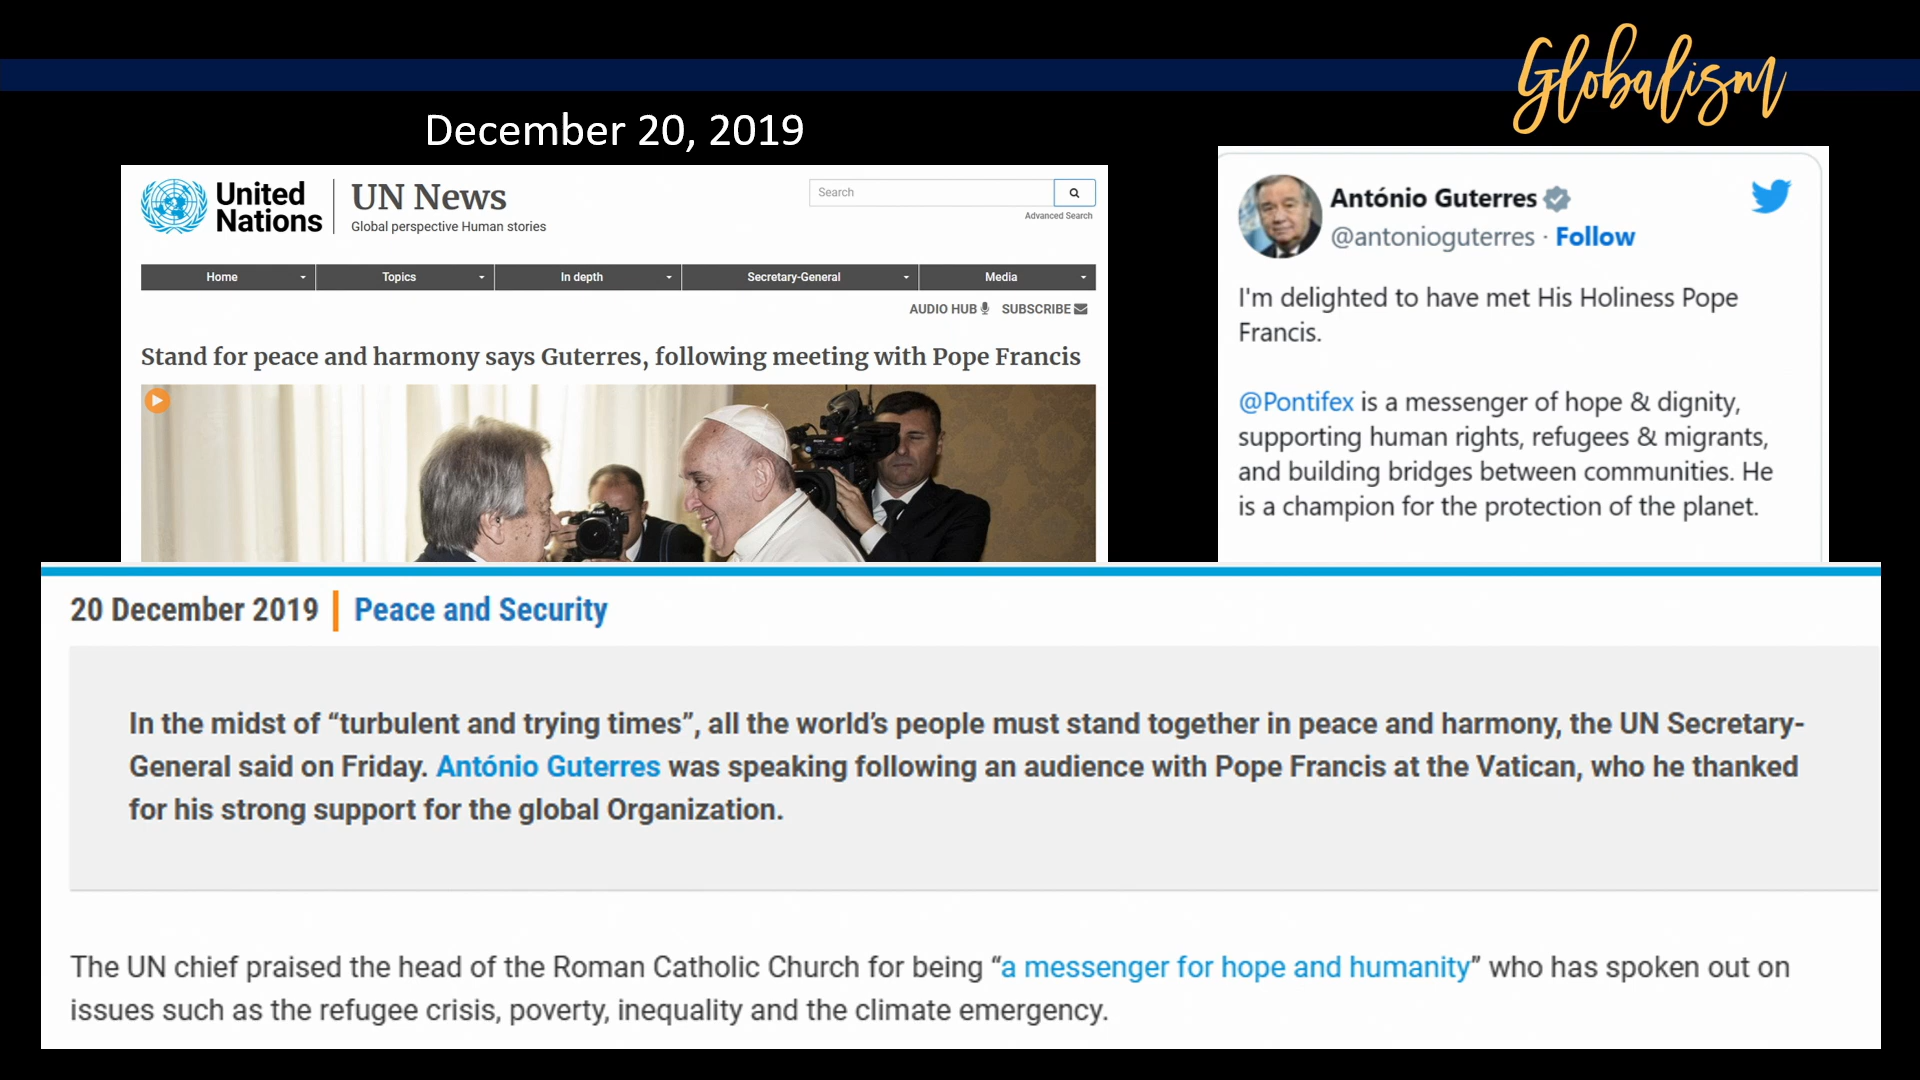 Globalism
December 20, 2019
United
Nations
UN News
Global perspective Human stories
Search
Advanced Search
Home
Topics
In depth
Secretary-General
Media
AUDIO HUB
SUBSCRIBE
Stand for peace and harmony says Guterres, following meeting with Pope Francis
António Guterres
@antonioguterres · Follow
I'm delighted to have met His Holiness Pope
Francis.
@Pontifex is a messenger of hope & dignity,
supporting human rights, refugees & migrants,
and building bridges between communities. He
is a champion for the protection of the planet.
20 December 2019
Peace and Security
In the midst of “turbulent and trying times”, all the world’s people must stand together in peace and harmony, the UN Secretary-
General said on Friday. António Guterres was speaking following an audience with Pope Francis at the Vatican, who he thanked
for his strong support for the global Organization.
The UN chief praised the head of the Roman Catholic Church for being “a messenger for hope and humanity” who has spoken out on
issues such as the refugee crisis, poverty, inequality and the climate emergency.